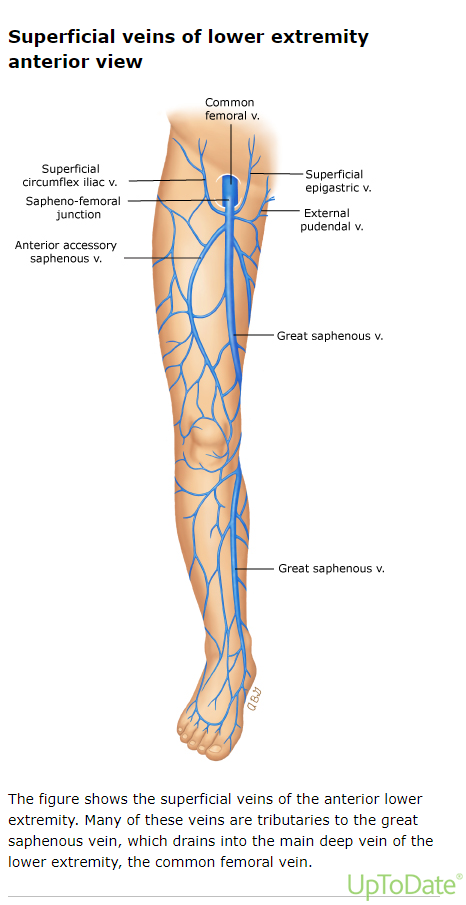 Superficial veins of lower extremity
anterior view
Common
femoral v.
Superficial
circumflex iliac v.
Superficial
epigastric v.
Sapheno-femoral
junction
External
pudendal v.
Anterior accessory
saphenous v.
Great saphenous v.
Great saphenous v.
The figure shows the superficial veins of the anterior lower
extremity. Many of these veins are tributaries to the great
saphenous vein, which drains into the main deep vein of the
lower extremity, the common femoral vein.
UpToDate®